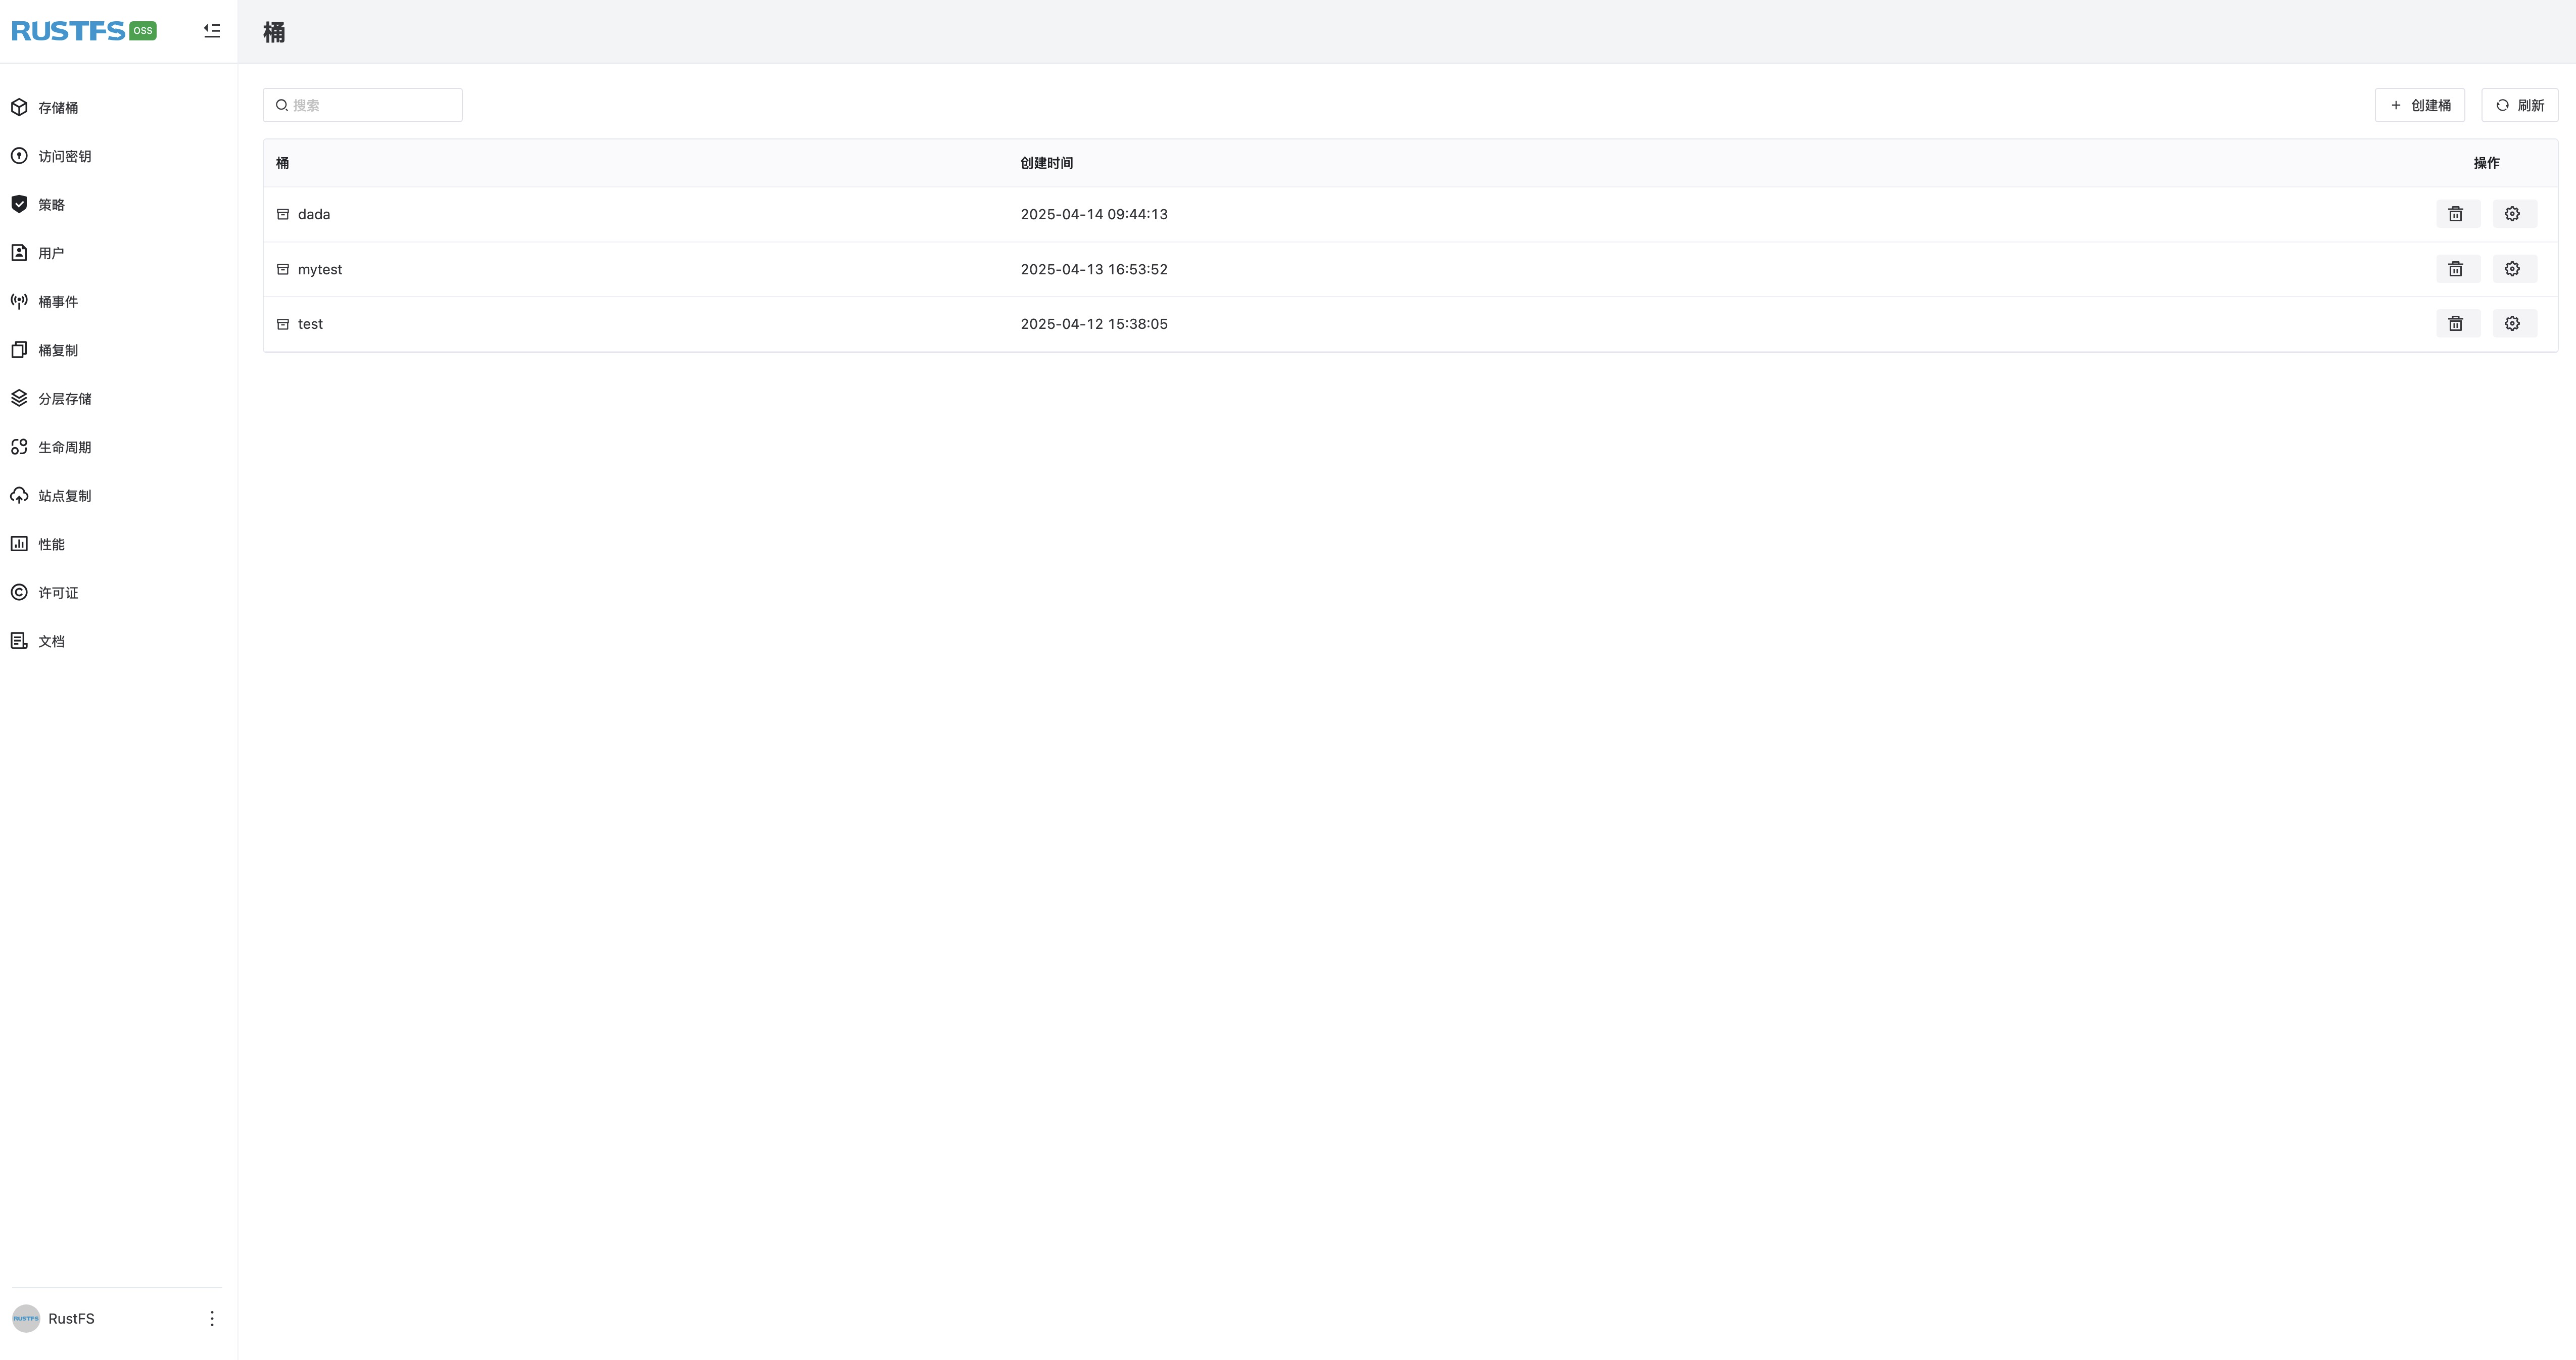 RUSTFS OSS
桶
存储桶
访问密钥
策略
用户
桶事件
桶复制
分层存储
生命周期
站点复制
性能
许可证
文档
搜索
创建桶 刷新
桶 创建时间 操作
dada 2025-04-14 09:44:13
mytest 2025-04-13 16:53:52
test 2025-04-12 15:38:05
RUSTFS RustFS